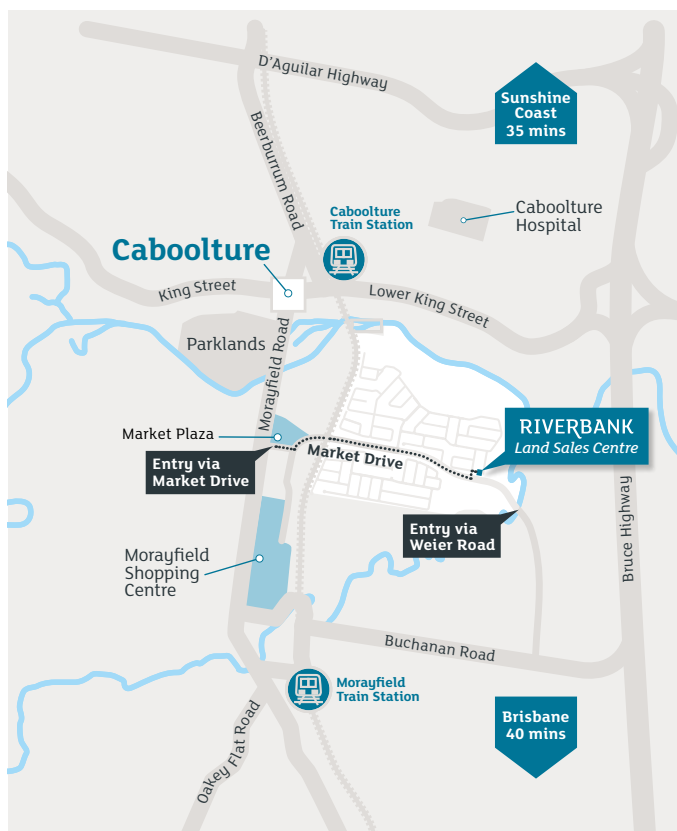 D'Aguilar Highway
Sunshine
Coast
35 mins
Beerburrum Road
Caboolture
Train Station
Caboolture
Hospital
Caboolture
King Street
Lower King Street
Parklands
Morayfield Road
Market Plaza
RIVERBANK
Land Sales Centre
Market Drive
Entry via
Market Drive
Entry via
Weier Road
Bruce Highway
Morayfield
Shopping
Centre
Buchanan Road
Morayfield
Train Station
Oakey Flat Road
Brisbane
40 mins